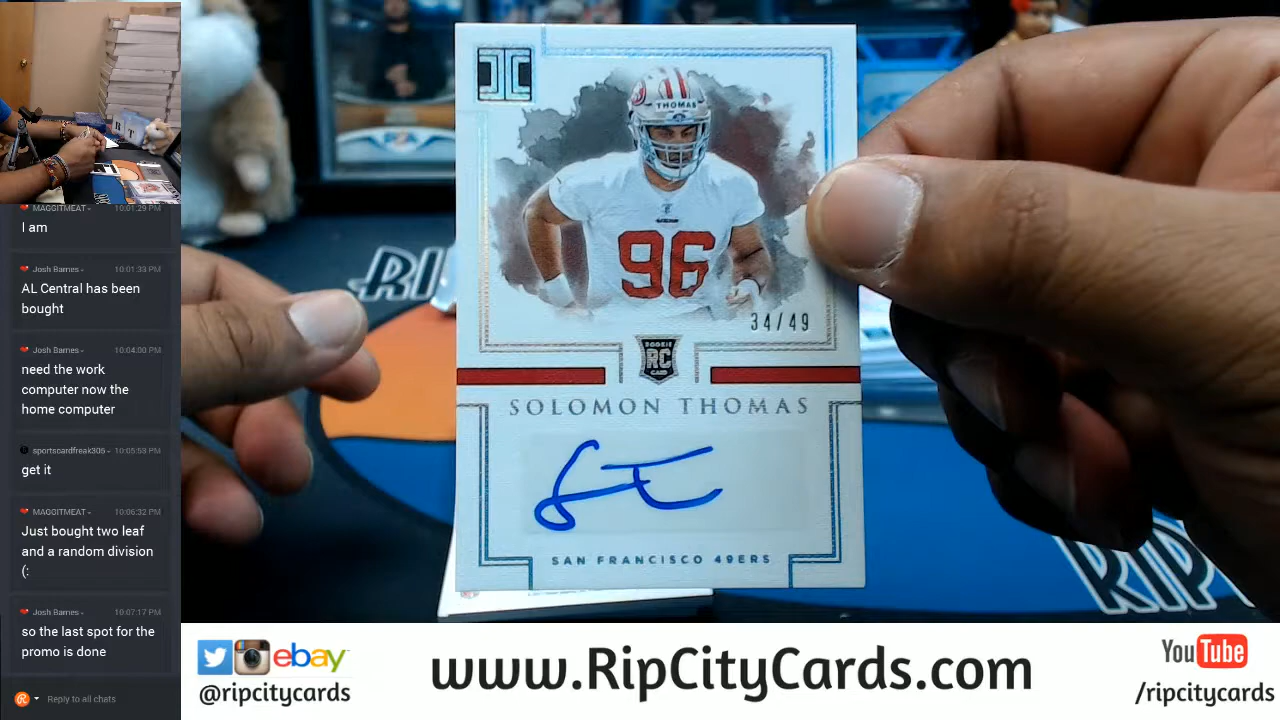 MAGGITMEAT 10:01:29 PM
I am
Josh Barnes 10:01:33 PM
AL Central has been
bought
Josh Barnes 10:04:00 PM
need the work
computer now the
home computer
sportscardfreak305 10:05:53 PM
get it
MAGGITMEAT 10:06:32 PM
Just bought two leaf
and a random division
(:
Josh Barnes 10:07:17 PM
so the last spot for the
promo is done
Reply to all chats
THOMAS
96
34/49
ROOKIE
RC
CARD
SOLOMON THOMAS
SAN FRANCISCO 49ERS
RI
RIP
ebay
@ripcitycards
www.RipCityCards.com
YouTube
/ripcitycards